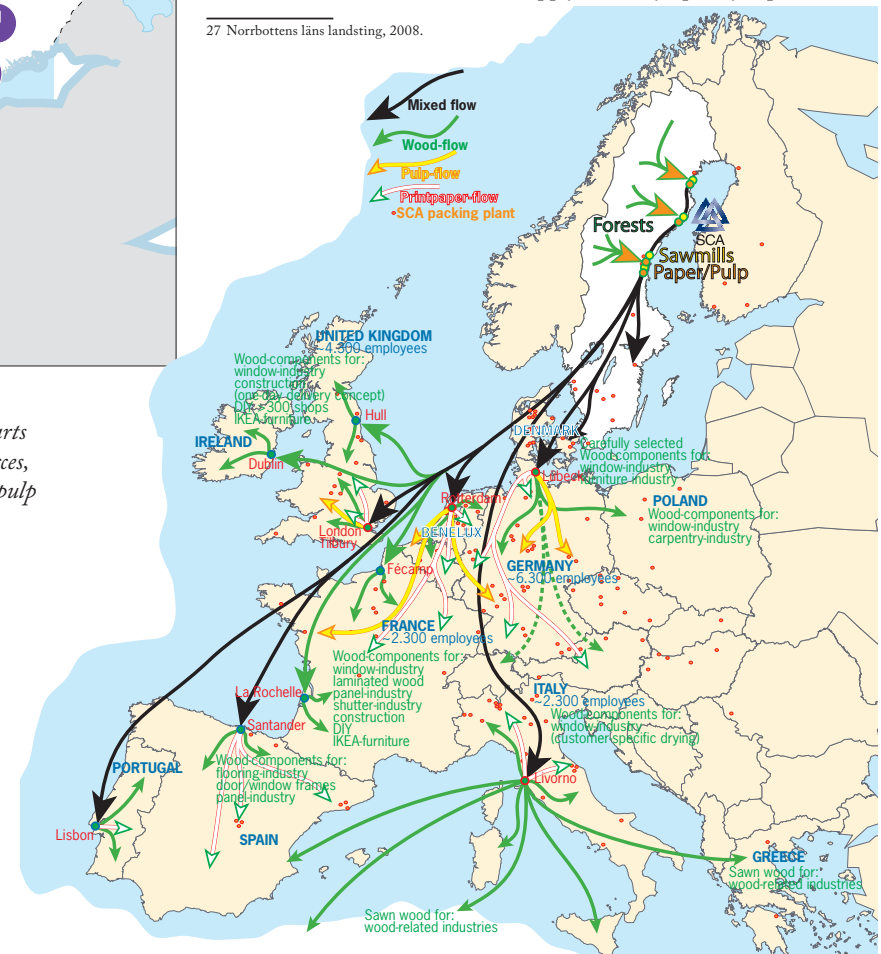 27 Norrbottens läns landsting, 2008.
arts
ces,
pulp
Mixed flow
Wood-flow
Pulp-flow
Printpaper-flow
SCA packing plant
Forests
SCA
Sawmills
Paper/Pulp
UNITED KINGDOM
~4.300 employees
Wood-components for:
window-industry
construction
(one-day delivery concept)
DIY >300 shops
IKEA-furniture
Hull
IRELAND
Dublin
London
Tilbury
DENMARK
Carefully selected
Wood-components for:
window-industry
furniture industry
Lübeck
Rotterdam
BENELUX
POLAND
Wood-components for:
window-industry
carpentry-industry
GERMANY
~6.300 employees
Fécamp
FRANCE
~2.300 employees
Wood-components for:
window-industry
laminated wood
panel-industry
shutter-industry
construction
DIY
IKEA-furniture
La Rochelle
Santander
ITALY
~2.300 employees
Wood-components for:
window-industry
(customer specific drying)
Livorno
PORTUGAL
Lisbon
Wood components for:
flooring-industry
door/window frames
panel-industry
SPAIN
GREECE
Sawn wood for:
wood-related industries
Sawn wood for:
wood-related industries